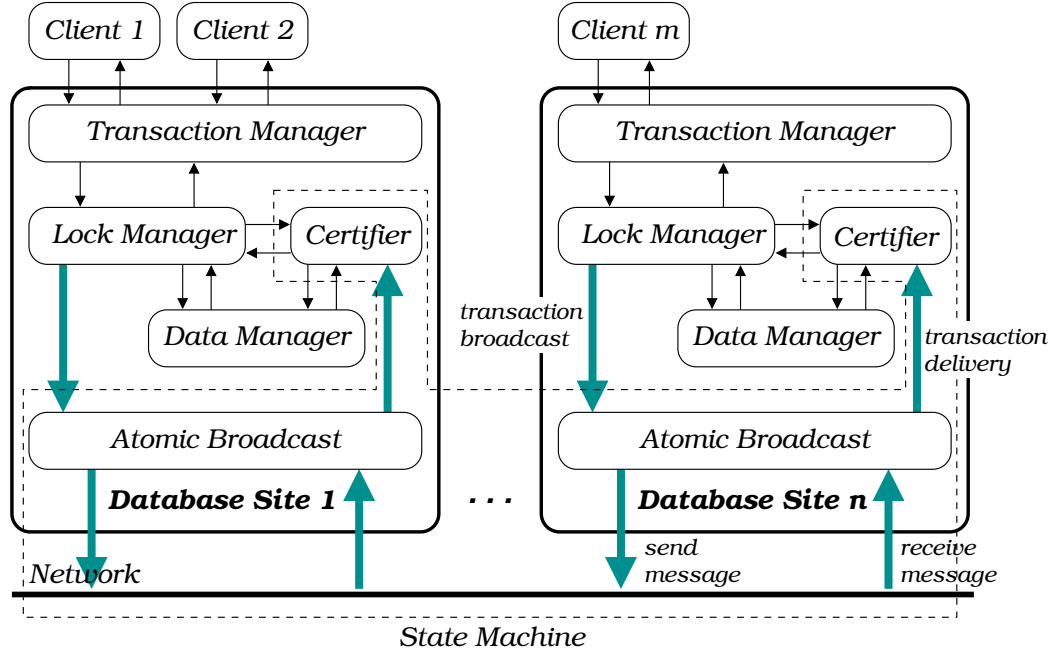 Client 1
Client 2
Client m
Transaction Manager
Transaction Manager
Lock Manager
Certifier
Lock Manager
Certifier
Data Manager
transaction
broadcast
Data Manager
transaction
delivery
Atomic Broadcast
Atomic Broadcast
Database Site 1
. . .
Database Site n
Network
send
message
receive
message
State Machine